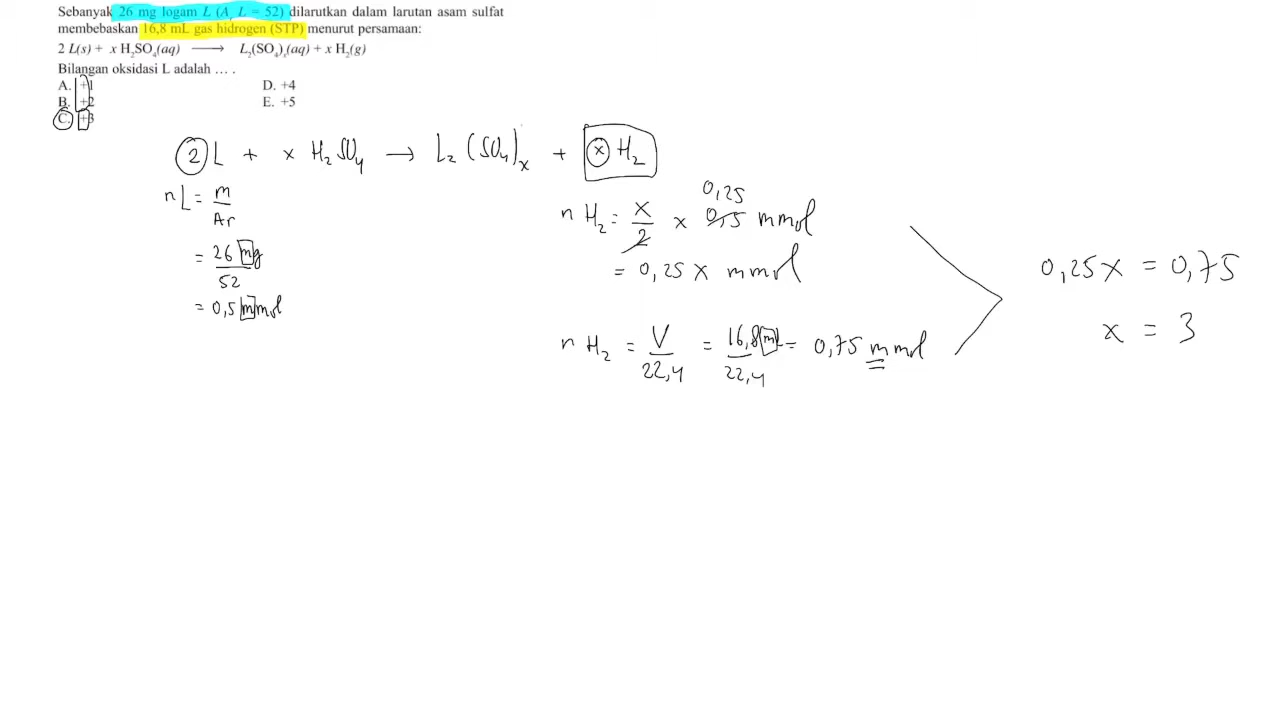 Sebanyak 26 mg logam L (Ar L = 52) dilarutkan dalam larutan asam sulfat
membebaskan 16,8 mL gas hidrogen (STP) menurut persamaan:
2 L(s) + x H2SO4(aq) ⟶ L2(SO4)x(aq) + x H2(g)
Bilangan oksidasi L adalah ... .
A. +1 D. +4
B. +2 E. +5
C. +3
2 L + x H2SO4 → L2 (SO4)x + x H2
n L = m/Ar
= 26 mg/52
= 0,5 mmol
n H2 = x/2 x 0,5 mmol
0,25
= 0,25 x mmol
n H2 = V/22,4 = 16,8 ml/22,4 = 0,75 mmol
0,25x = 0,75
x = 3